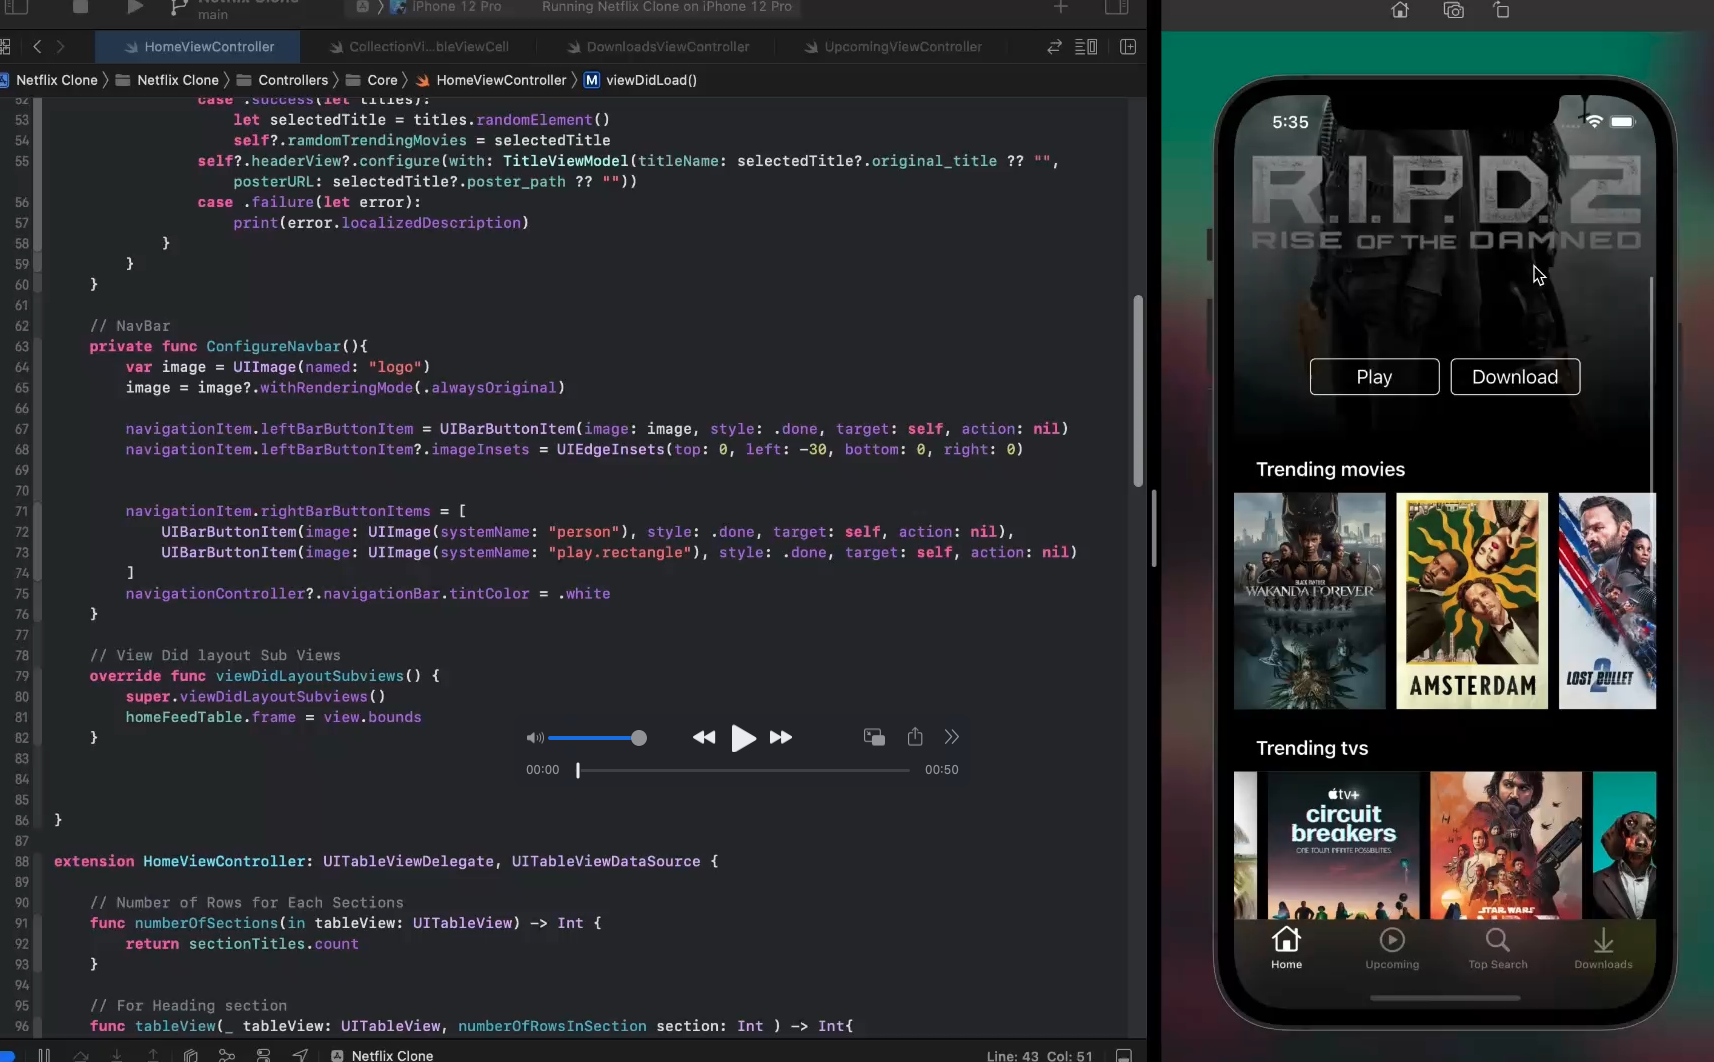 Netflix Clone
main
iPhone 12 Pro
Running Netflix Clone on iPhone 12 Pro
HomeViewController
CollectionVi...bleViewCell
DownloadsViewController
UpcomingViewController
Netflix Clone
Netflix Clone
Controllers
Core
HomeViewController
M viewDidLoad()
52 case .success(let titles):
53 let selectedTitle = titles.randomElement()
54 self?.ramdomTrendingMovies = selectedTitle
55 self?.headerView?.configure(with: TitleViewModel(titleName: selectedTitle?.original_title ?? "",
posterURL: selectedTitle?.poster_path ?? ""))
56 case .failure(let error):
57 print(error.localizedDescription)
58 }
59 }
60 }
61
62 // NavBar
63 private func ConfigureNavbar(){
64 var image = UIImage(named: "logo")
65 image = image?.withRenderingMode(.alwaysOriginal)
66
67 navigationItem.leftBarButtonItem = UIBarButtonItem(image: image, style: .done, target: self, action: nil)
68 navigationItem.leftBarButtonItem?.imageInsets = UIEdgeInsets(top: 0, left: -30, bottom: 0, right: 0)
69
70
71 navigationItem.rightBarButtonItems = [
72 UIBarButtonItem(image: UIImage(systemName: "person"), style: .done, target: self, action: nil),
73 UIBarButtonItem(image: UIImage(systemName: "play.rectangle"), style: .done, target: self, action: nil)
74 ]
75 navigationController?.navigationBar.tintColor = .white
76 }
77
78 // View Did layout Sub Views
79 override func viewDidLayoutSubviews() {
80 super.viewDidLayoutSubviews()
81 homeFeedTable.frame = view.bounds
82 }
83
84
85
86 }
87
88 extension HomeViewController: UITableViewDelegate, UITableViewDataSource {
89
90 // Number of Rows for Each Sections
91 func numberOfSections(in tableView: UITableView) -> Int {
92 return sectionTitles.count
93 }
94
95 // For Heading section
96 func tableView(_ tableView: UITableView, numberOfRowsInSection section: Int ) -> Int{
00:00
00:50
Netflix Clone
Line: 43 Col: 51
5:35
R.I.P.D.2
RISE OF THE DAMNED
Play
Download
Trending movies
BLACK PANTHER
WAKANDA FOREVER
AMSTERDAM
LOST BULLET
2
Trending tvs
tv+
circuit
breakers
ONE TOWN. INFINITE POSSIBILITIES.
STAR WARS
Home
Upcoming
Top Search
Downloads